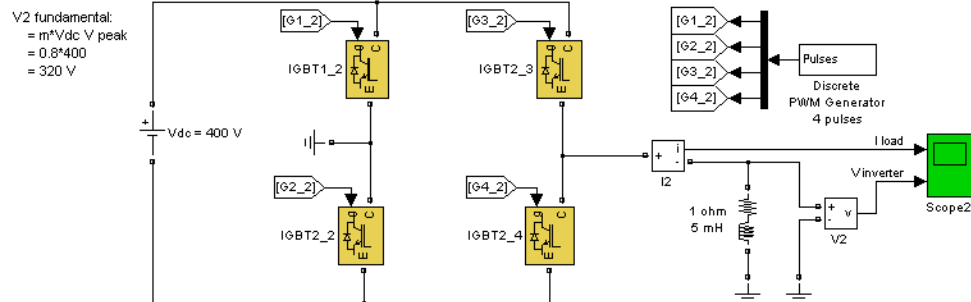 V2 fundamental:
= m*Vdc V peak
= 0.8*400
= 320 V
[G1_2]
g C
E
IGBT1_2
[G3_2]
g C
E
IGBT2_3
[G1_2]
[G2_2]
[G3_2]
[G4_2]
Pulses
Discrete
PWM Generator
4 pulses
+
Vdc = 400 V
[G2_2]
g C
E
IGBT2_2
[G4_2]
g C
E
IGBT2_4
+ i
-
I2
I load
Vinverter
Scope2
1 ohm
5 mH
+ v
-
V2